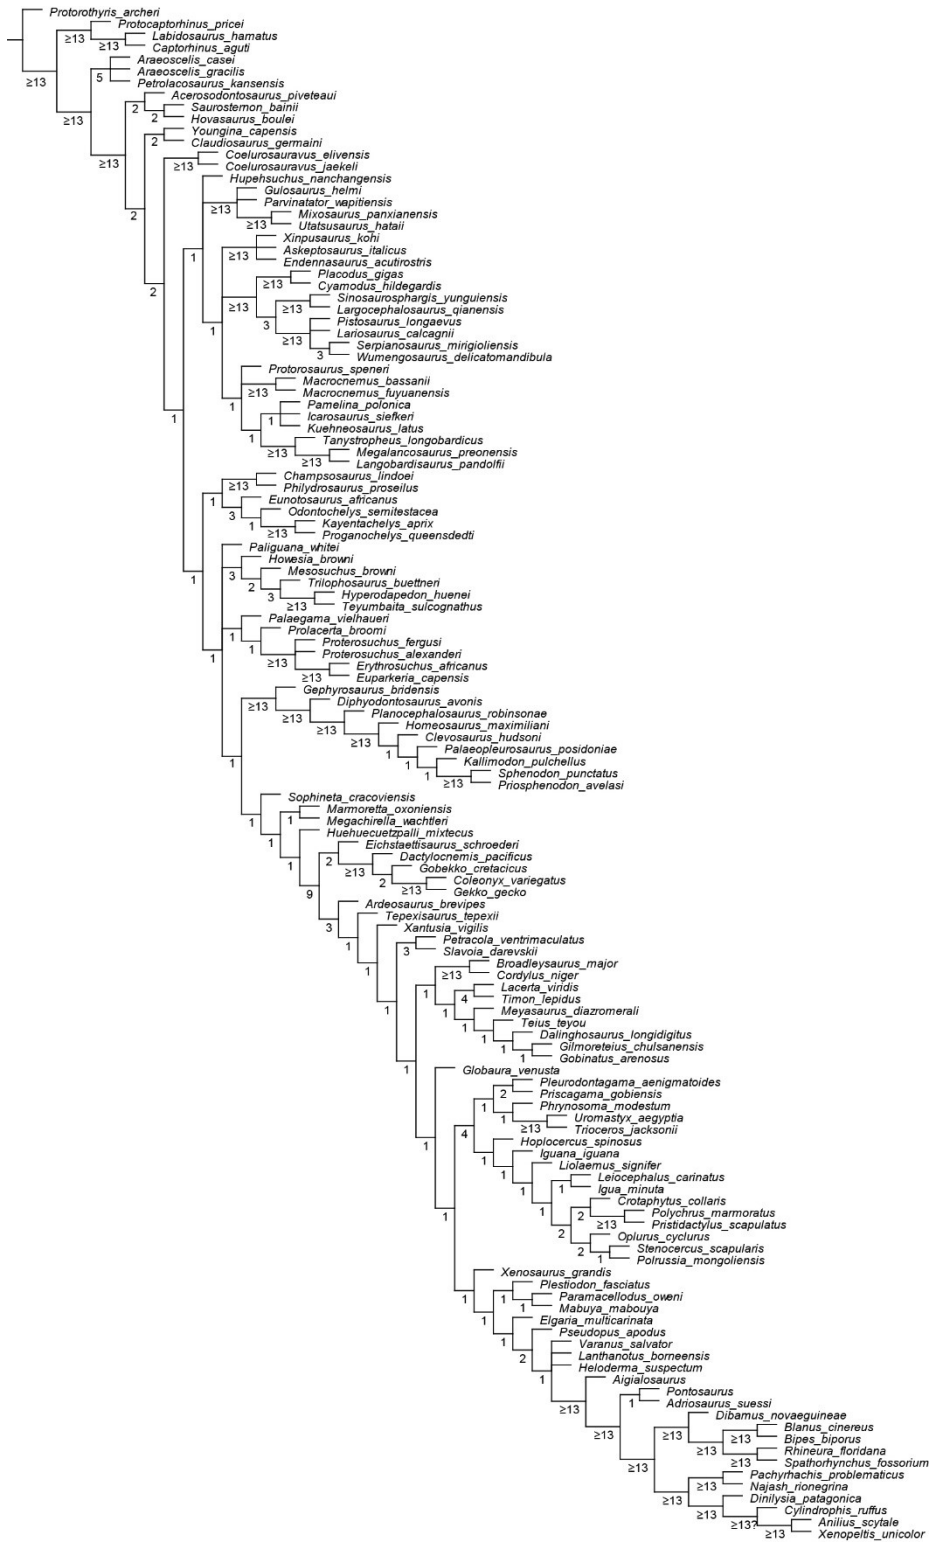 Protorothyris_archeri
Protocaptorhinus_pricei
≥13
Labidosaurus_hamatus
≥13
Captorhinus_aguti
Araeoscelis_casei
≥13
5
Araeoscelis_gracilis
Petrolacosaurus_kansensis
Acerosodontosaurus_piveteaui
2
Saurosternon_bainii
≥13
2
Hovasaurus_boulei
Youngina_capensis
2
Claudiosaurus_germaini
≥13
Coelurosauravus_elivensis
≥13
Coelurosauravus_jaekeli
Hupehsuchus_nanchangensis
Gulosaurus_helmi
Parvinatator_wapitiensis
2
≥13
Mixosaurus_panxianensis
≥13
Utatsusaurus_hataii
Xinpusaurus_kohi
1
≥13
Askeptosaurus_italicus
Endennasaurus_acutirostris
Placodus_gigas
2
Cyamodus_hildegardis
≥13
≥13
Sinosaurosphargis_yunguiensis
≥13
Largocephalosaurus_qianensis
3
Pistosaurus_longaevus
1
Lariosaurus_calcagnii
≥13
Serpianosaurus_mirigioliensis
3
Wumengosaurus_delicatomandibula
Protorosaurus_speneri
Macrocnemus_bassanii
≥13
Macrocnemus_fuyuanensis
1
Pamelina_polonica
1
1
Icarosaurus_siefkeri
Kuehneosaurus_latus
1
Tanystropheus_longobardicus
≥13
Megalancosaurus_preonensis
≥13
Langobardisaurus_pandolfii
Champsosaurus_lindoei
≥13
Philydrosaurus_proseilus
1
Eunotosaurus_africanus
3
Odontochelys_semitestacea
1
Kayentachelys_aprix
≥13
Proganochelys_queensdedti
Paliguana_whitei
Howesia_browni
1
3
Mesosuchus_browni
2
Trilophosaurus_buettneri
3
Hyperodapedon_huenei
≥13
Teyumbaita_sulcognathus
Palaegama_vielhaueri
1
Prolacerta_broomi
1
Proterosuchus_fergusi
1
≥13
Proterosuchus_alexanderi
Erythrosuchus_africanus
≥13
Euparkeria_capensis
Gephyrosaurus_bridensis
≥13
Diphyodontosaurus_avonis
≥13
Planocephalosaurus_robinsonae
≥13
Homeosaurus_maximiliani
≥13
Clevosaurus_hudsoni
1
Palaeopleurosaurus_posidoniae
1
1
Kallimodon_pulchellus
1
Sphenodon_punctatus
≥13
Priosphenodon_avelasi
Sophineta_cracoviensis
Marmoretta_oxoniensis
1
1
Megachirella_wachtleri
Huehuecuetzpalli_mixtecus
1
Eichstaettisaurus_schroederi
1
2
Dactylocnemis_pacificus
≥13
Gobekko_cretacicus
2
Coleonyx_variegatus
9
≥13
Gekko_gecko
Ardeosaurus_brevipes
Tepexisaurus_tepexii
3
Xantusia_vigilis
1
Petracola_ventrimaculatus
3
Slavoia_darevskii
1
Broadleysaurus_major
≥13
Cordylus_niger
1
Lacerta_viridis
4
Timon_lepidus
1
1
Meyasaurus_diazromerali
Teius_teyou
1
Dalinghosaurus_longidigitus
1
Gilmoreteius_chulsanensis
1
Gobinatus_arenosus
1
Globaura_venusta
Pleurodontagama_aenigmatoides
2
Priscagama_gobiensis
1
Phrynosoma_modestum
1
Uromastyx_aegyptia
≥13
Trioceros_jacksonii
1
4
Hoplocercus_spinosus
Iguana_iguana
1
Liolaemus_signifer
1
Leiocephalus_carinatus
1
Igua_minuta
1
Crotaphytus_collaris
1
2
Polychrus_marmoratus
≥13
Pristidactylus_scapulatus
Oplurus_cyclurus
2
2
Stenocercus_scapularis
1
Polrussia_mongoliensis
1
Xenosaurus_grandis
Plestiodon_fasciatus
1
1
Paramacellodus_oweni
1
Mabuya_mabouya
Elgaria_multicarinata
1
Pseudopus_apodus
Varanus_salvator
2
Lanthanotus_borneensis
1
Heloderma_suspectum
Aigialosaurus
≥13
Pontosaurus
1
Adriosaurus_suessi
Dibamus_novaeguineae
≥13
≥13
Blanus_cinereus
≥13
Bipes_biporus
≥13
Rhineura_floridana
≥13
Spathorhynchus_fossorium
≥13
Pachyrhachis_problematicus
≥13
Najash_rionegrina
≥13
Dinilysia_patagonica
≥13
Cylindrophis_ruffus
≥13?
Anilius_scytale
≥13
Xenopeltis_unicolor